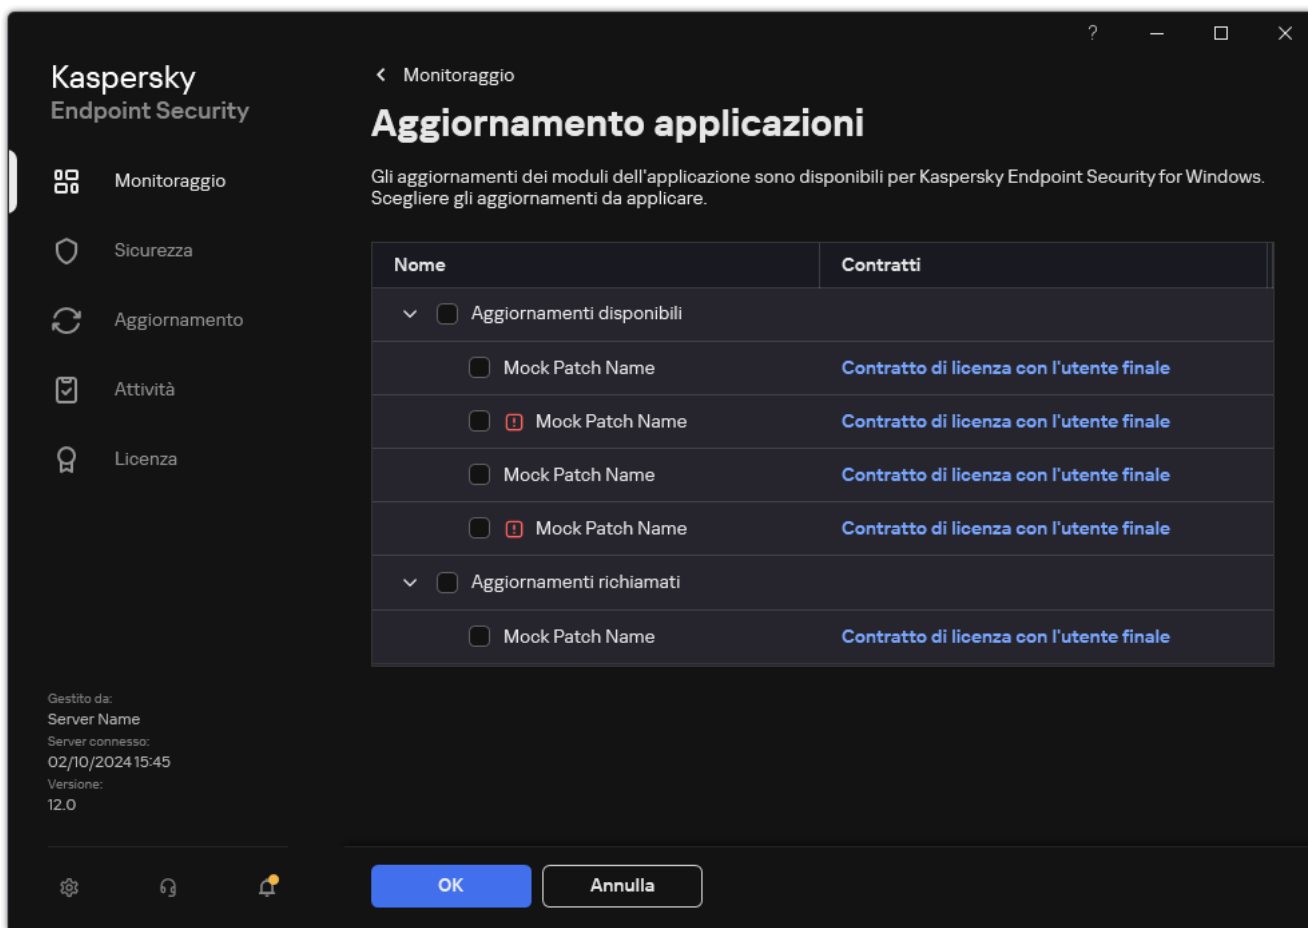 ?
Kaspersky
Endpoint Security
Monitoraggio
Sicurezza
Aggiornamento
Attività
Licenza
Gestito da:
Server Name
Server connesso:
02/10/2024 15:45
Versione:
12.0
Monitoraggio
Aggiornamento applicazioni
Gli aggiornamenti dei moduli dell'applicazione sono disponibili per Kaspersky Endpoint Security for Windows.
Scegliere gli aggiornamenti da applicare.
Nome Contratti
Aggiornamenti disponibili
Mock Patch Name Contratto di licenza con l'utente finale
Mock Patch Name Contratto di licenza con l'utente finale
Mock Patch Name Contratto di licenza con l'utente finale
Mock Patch Name Contratto di licenza con l'utente finale
Aggiornamenti richiamati
Mock Patch Name Contratto di licenza con l'utente finale
OK Annulla